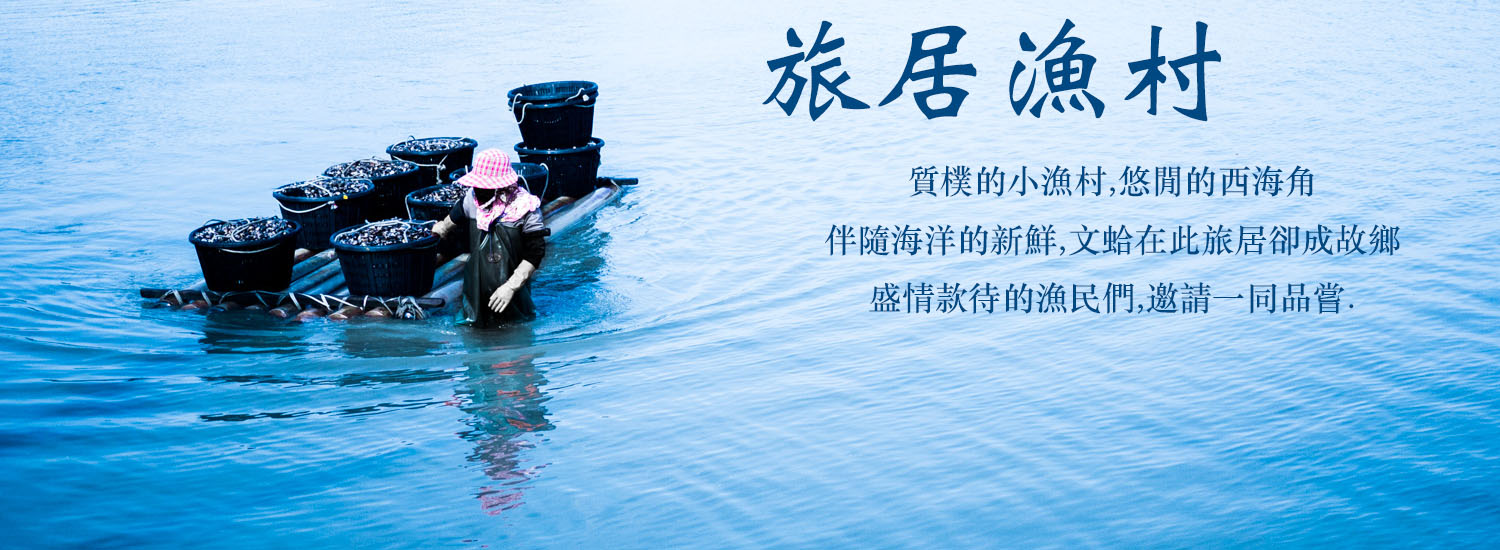 旅居漁村
質樸的小漁村,悠閒的西海角
伴隨海洋的新鮮,文蛤在此旅居卻成故鄉
盛情款待的漁民們,邀請一同品嘗.